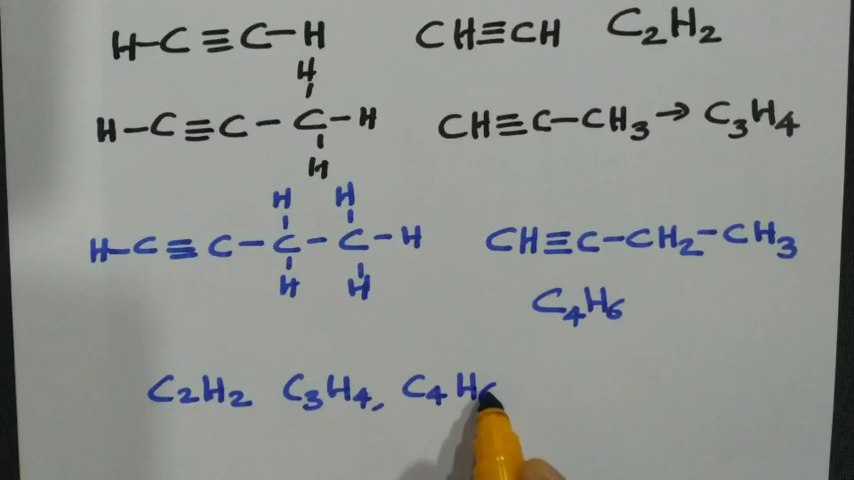 H-C≡C-H CH≡CH C₂H₂
H
H-C≡C-C-H CH≡C-CH₃→C₃H₄
H
H H
H-C≡C-C-C-H CH≡C-CH₂-CH₃
H H
C₄H₆
C₂H₂ C₃H₄, C₄H₆